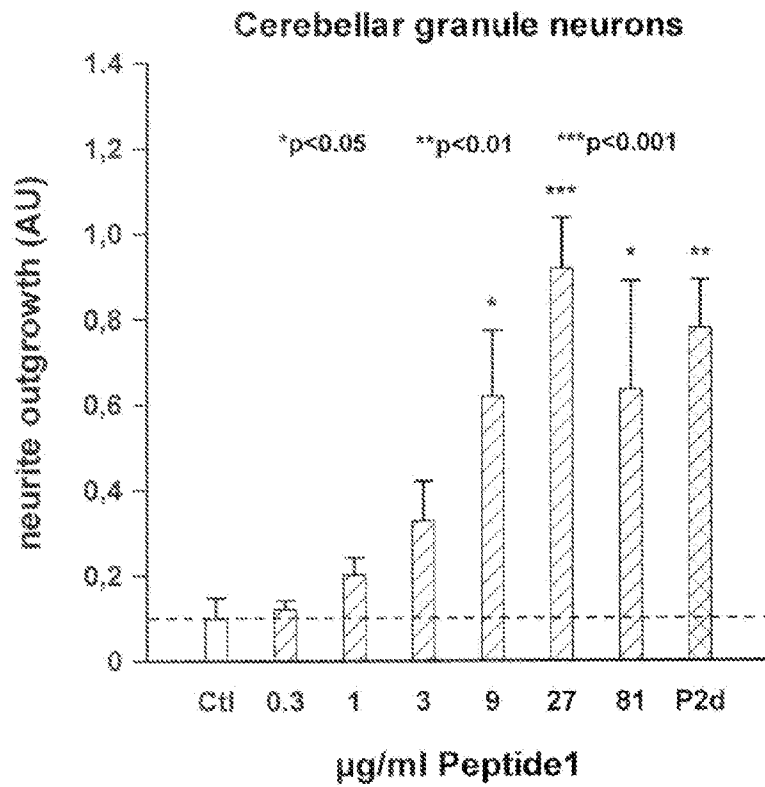 Cerebellar granule neurons
1.4
*p<0.05 **p<0.01 ***p<0.001
1,2
***
1,0
* **
*
0,8
0,6
0,4
0,2
0
neurite outgrowth (AU)
Ctl 0.3 1 3 9 27 81 P2d
µg/ml Peptide1